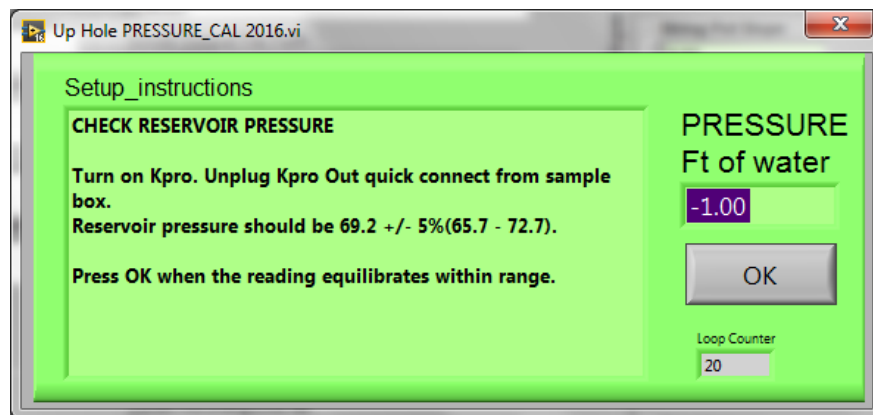 Up Hole PRESSURE_CAL 2016.vi
Setup_instructions
CHECK RESERVOIR PRESSURE
Turn on Kpro. Unplug Kpro Out quick connect from sample
box.
Reservoir pressure should be 69.2 +/- 5%(65.7 - 72.7).
Press OK when the reading equilibrates within range.
PRESSURE
Ft of water
-1.00
OK
Loop Counter
20